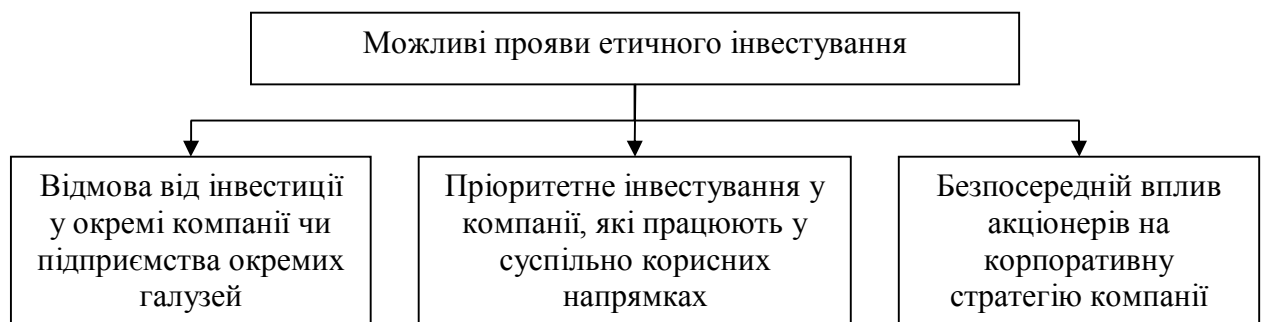 Можливі прояви етичного інвестування
Відмова від інвестиції
у окремі компанії чи
підприємства окремих
галузей
Пріоритетне інвестування у
компанії, які працюють у
суспільно корисних
напрямках
Безпосередній вплив
акціонерів на
корпоративну
стратегію компанії